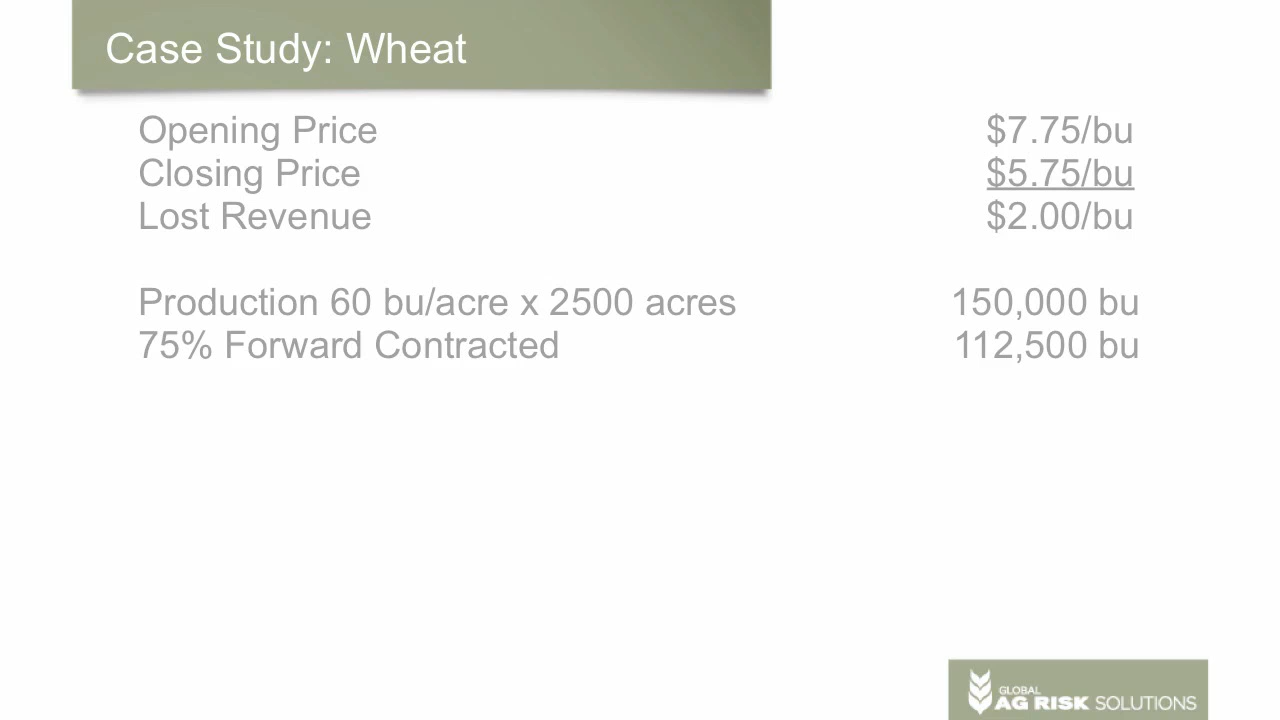 Case Study: Wheat
Opening Price $7.75/bu
Closing Price $5.75/bu
Lost Revenue $2.00/bu
Production 60 bu/acre x 2500 acres 150,000 bu
75% Forward Contracted 112,500 bu
GLOBAL
AG RISK SOLUTIONS